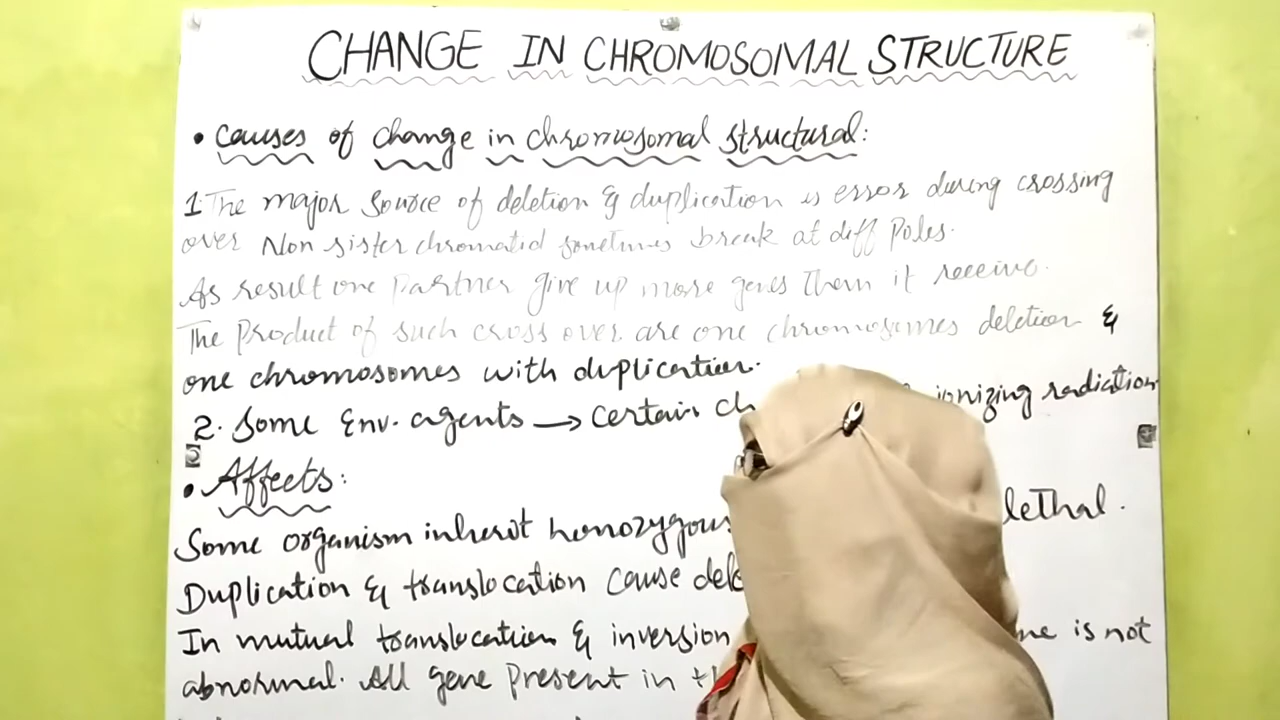 CHANGE IN CHROMOSOMAL STRUCTURE
• Causes of change in chromosomal structural:
1. The major source of deletion & duplication is error during crossing
over Non sister chromatid sometimes break at diff Poles.
As result one Partner give up more genes them it receive.
The Product of such cross over are one chromosomes deletion &
one chromosomes with duplication.
2. Some Env. agents → Certain ionizing radiation
• Affects:
Some organism inherit homozygous lethal.
Duplication & translocation cause
In mutual translocation & inversion is not
abnormal. All gene Present in